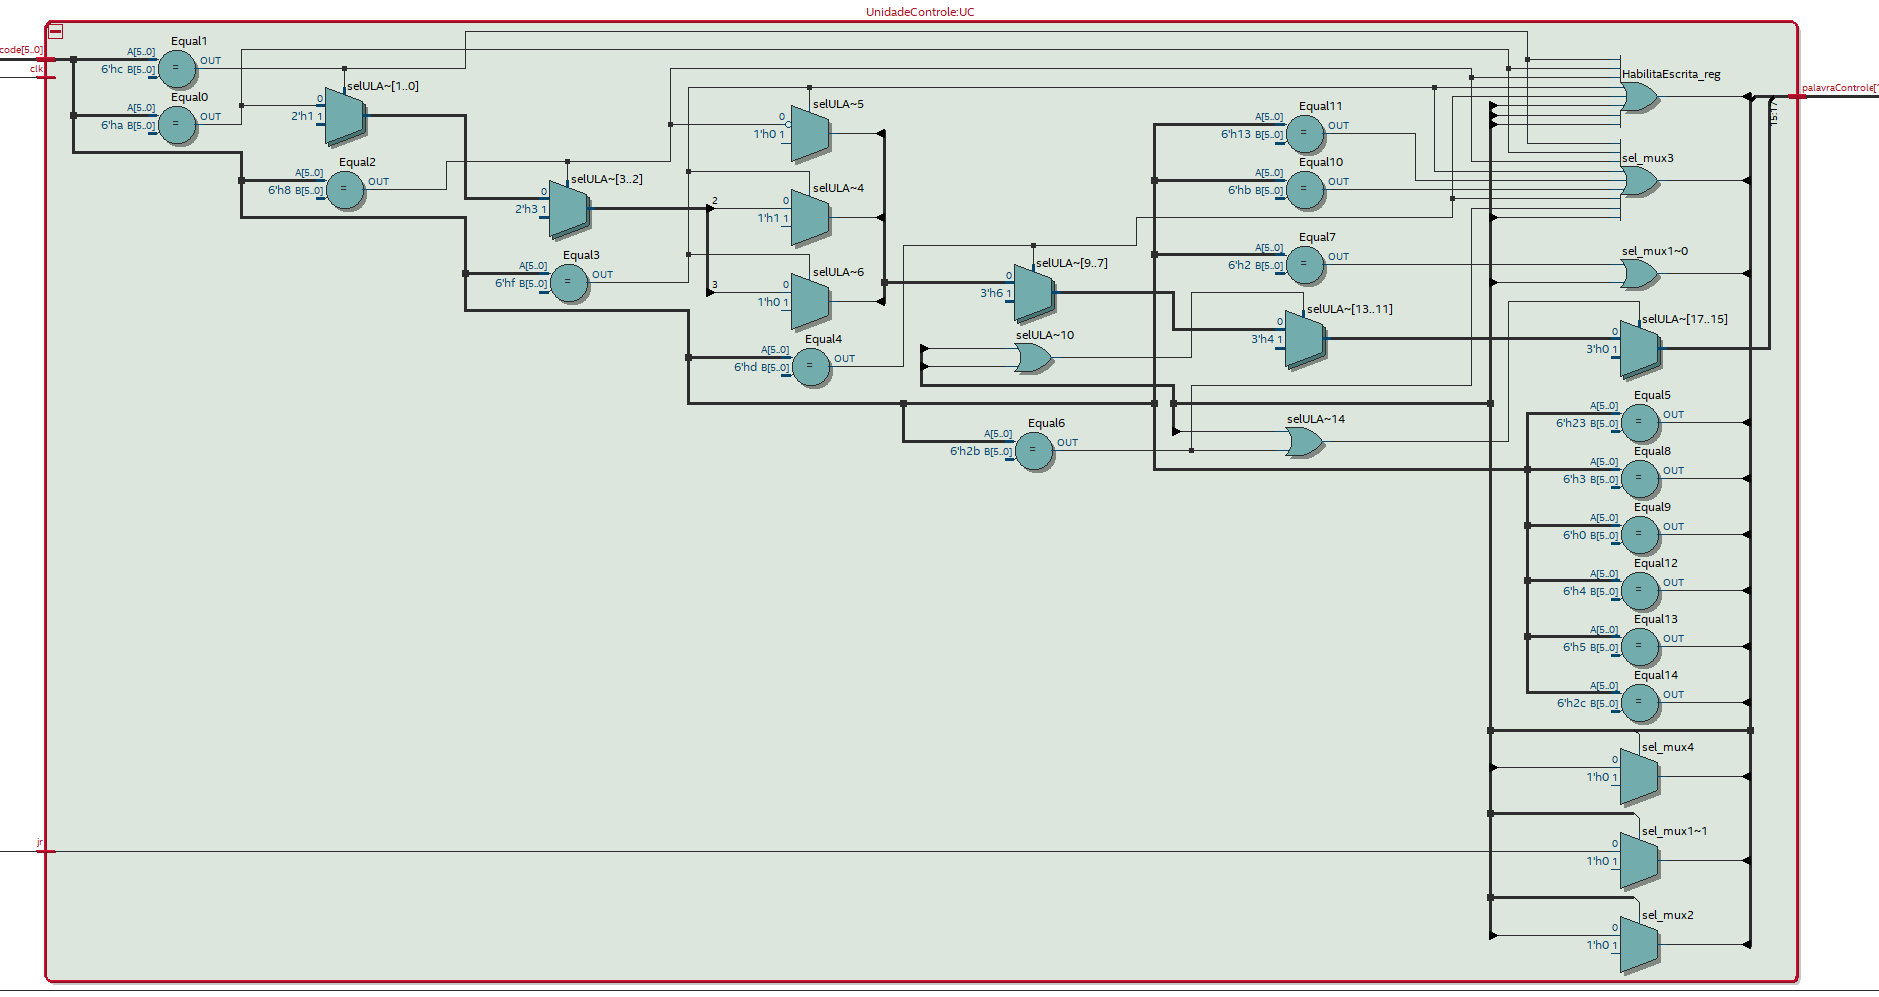 UnidadeControle:UC
code[5..0]
clk
Equal1
A[5..0]
OUT
6'hc B[5..0]
=
selULA~[1..0]
0
2'h1 1
Equal0
A[5..0]
OUT
6'ha B[5..0]
=
Equal2
A[5..0]
OUT
6'h8 B[5..0]
=
selULA~[3..2]
0
2'h3 1
Equal3
A[5..0]
OUT
6'hf B[5..0]
=
selULA~5
0
1'h0 1
selULA~4
2
0
1'h1 1
selULA~6
3
0
1'h0 1
Equal4
A[5..0]
OUT
6'hd B[5..0]
=
selULA~[9..7]
0
3'h6 1
selULA~10
Equal6
A[5..0]
OUT
6'h2b B[5..0]
=
Equal11
A[5..0]
OUT
6'h13 B[5..0]
=
Equal10
A[5..0]
OUT
6'hb B[5..0]
=
Equal7
A[5..0]
OUT
6'h2 B[5..0]
=
selULA~[13..11]
0
3'h4 1
selULA~14
HabilitaEscrita_reg
sel_mux3
sel_mux1~0
selULA~[17..15]
0
3'h0 1
palavraControle[
15:17
Equal5
A[5..0]
OUT
6'h23 B[5..0]
=
Equal8
A[5..0]
OUT
6'h3 B[5..0]
=
Equal9
A[5..0]
OUT
6'h0 B[5..0]
=
Equal12
A[5..0]
OUT
6'h4 B[5..0]
=
Equal13
A[5..0]
OUT
6'h5 B[5..0]
=
Equal14
A[5..0]
OUT
6'h2c B[5..0]
=
sel_mux4
0
1'h0 1
jr
sel_mux1~1
0
1'h0 1
sel_mux2
0
1'h0 1